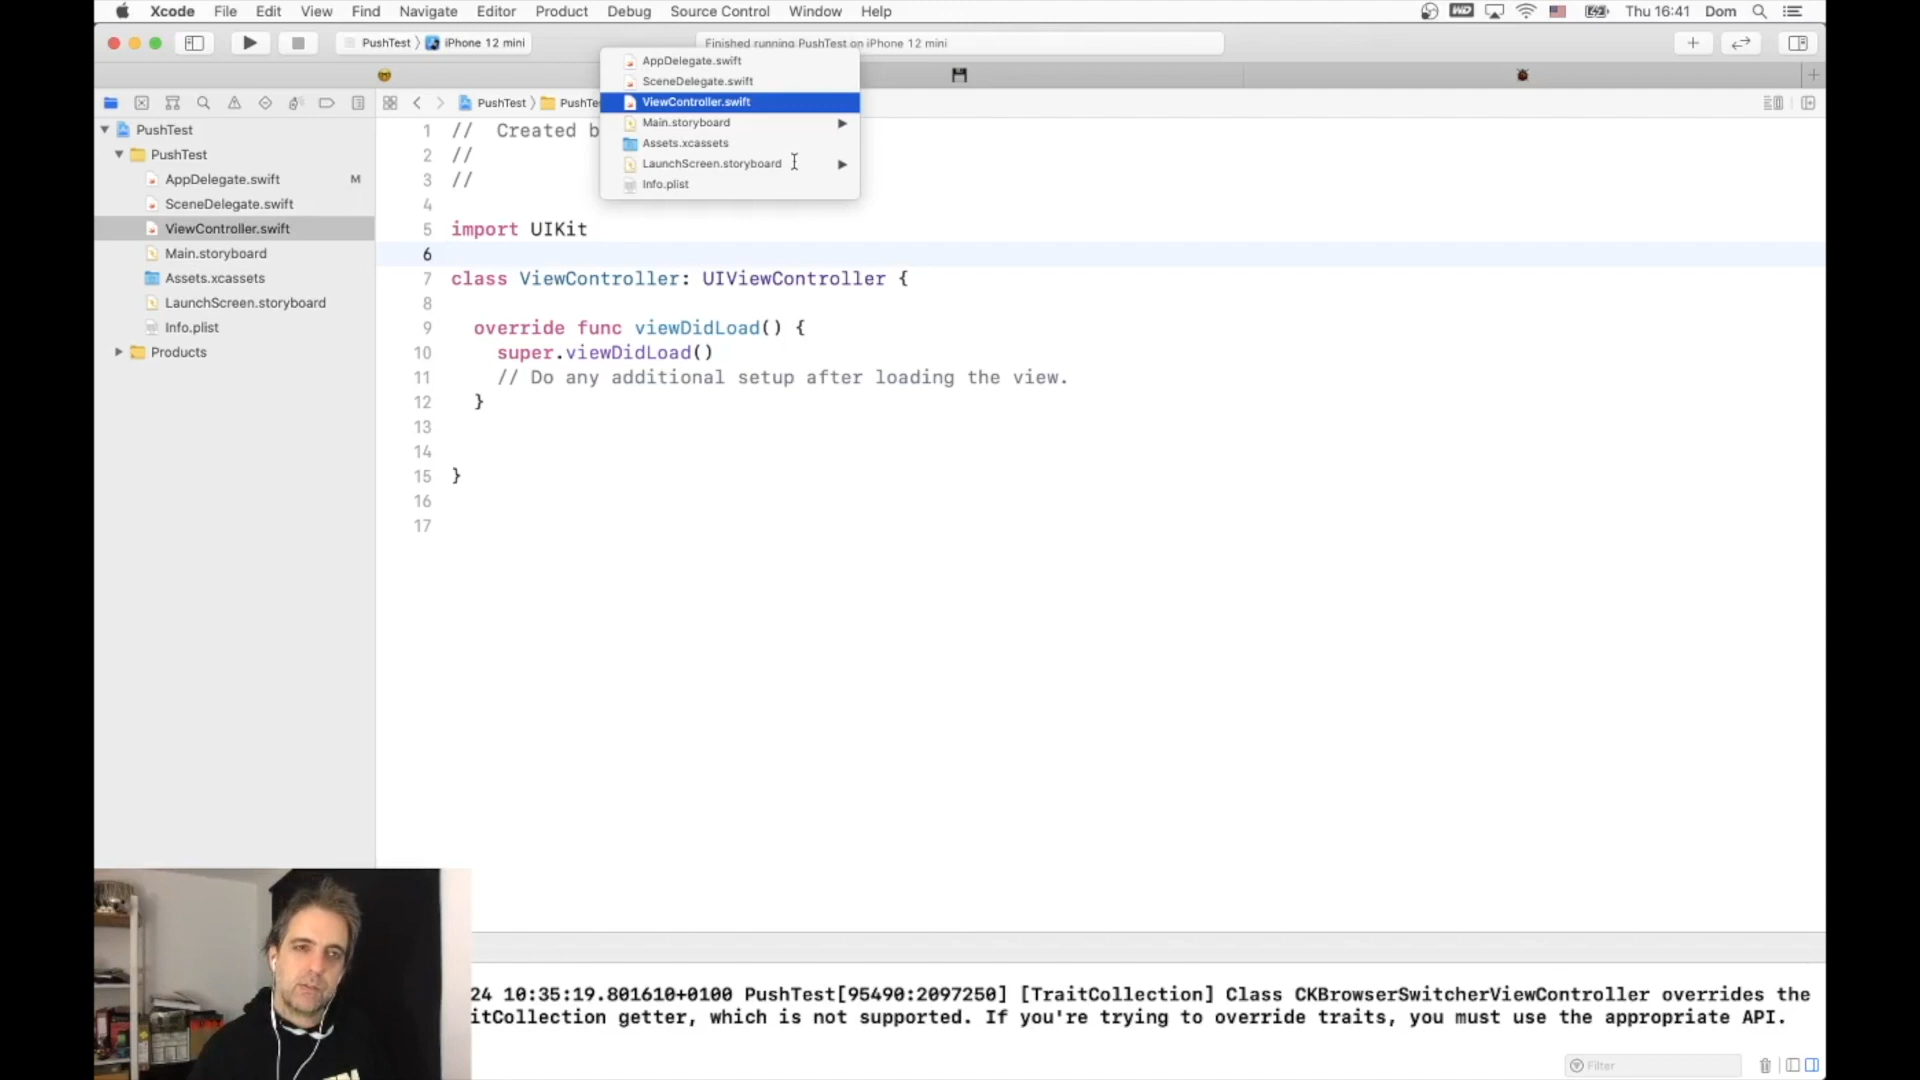 Xcode File Edit View Find Navigate Editor Product Debug Source Control Window Help Thu 16:41 Dom
PushTest 〉 iPhone 12 mini
Finished running PushTest on iPhone 12 mini
PushTest 〉
AppDelegate.swift
SceneDelegate.swift
ViewController.swift
Main.storyboard
Assets.xcassets
LaunchScreen.storyboard
Info.plist
PushTest
PushTest
AppDelegate.swift M
SceneDelegate.swift
ViewController.swift
Main.storyboard
Assets.xcassets
LaunchScreen.storyboard
Info.plist
Products
1 // Created b
2 //
3 //
4
5 import UIKit
6
7 class ViewController: UIViewController {
8
9 override func viewDidLoad() {
10 super.viewDidLoad()
11 // Do any additional setup after loading the view.
12 }
13
14
15 }
16
17
24 10:35:19.801610+0100 PushTest[95490:2097250] [TraitCollection] Class CKBrowserSwitcherViewController overrides the
itCollection getter, which is not supported. If you're trying to override traits, you must use the appropriate API.
Filter